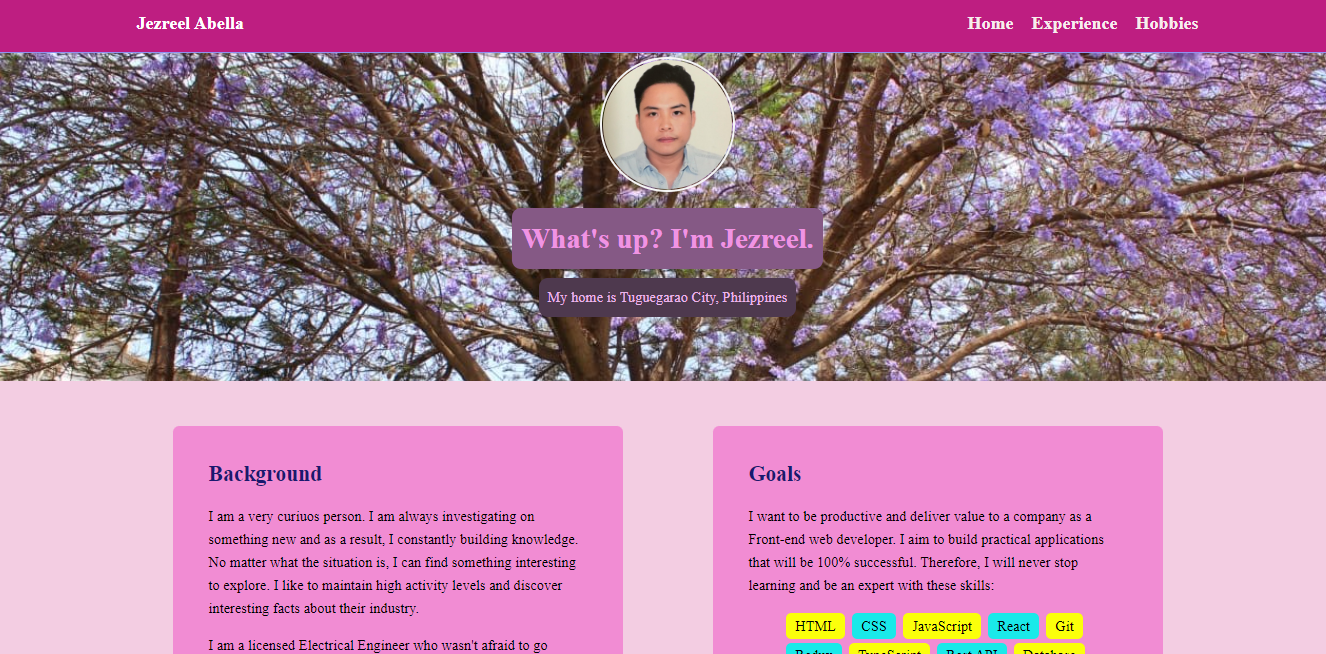 Jezreel Abella
Home Experience Hobbies
What's up? I'm Jezreel.
My home is Tuguegarao City, Philippines
Background
I am a very curiuos person. I am always investigating on
something new and as a result, I constantly building knowledge.
No matter what the situation is, I can find something interesting
to explore. I like to maintain high activity levels and discover
interesting facts about their industry.
I am a licensed Electrical Engineer who wasn't afraid to go
Goals
I want to be productive and deliver value to a company as a
Front-end web developer. I aim to build practical applications
that will be 100% successful. Therefore, I will never stop
learning and be an expert with these skills:
HTML CSS JavaScript React Git
Redux TypeScript Rest API Database